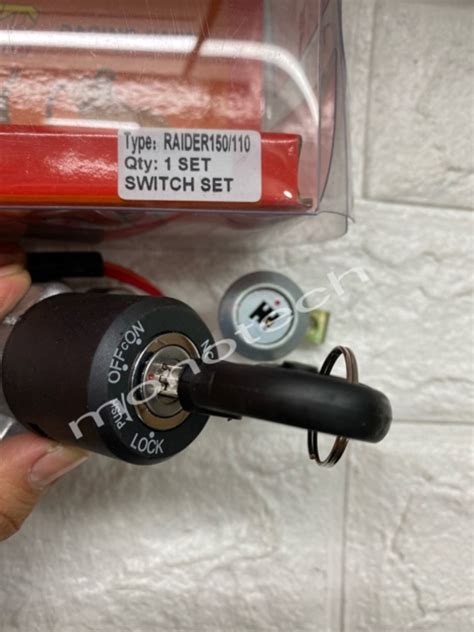 Type: RAIDER150/110
Qty: 1 SET
SWITCH SET
H
ON
OFF
PUSH
LOCK
monotech